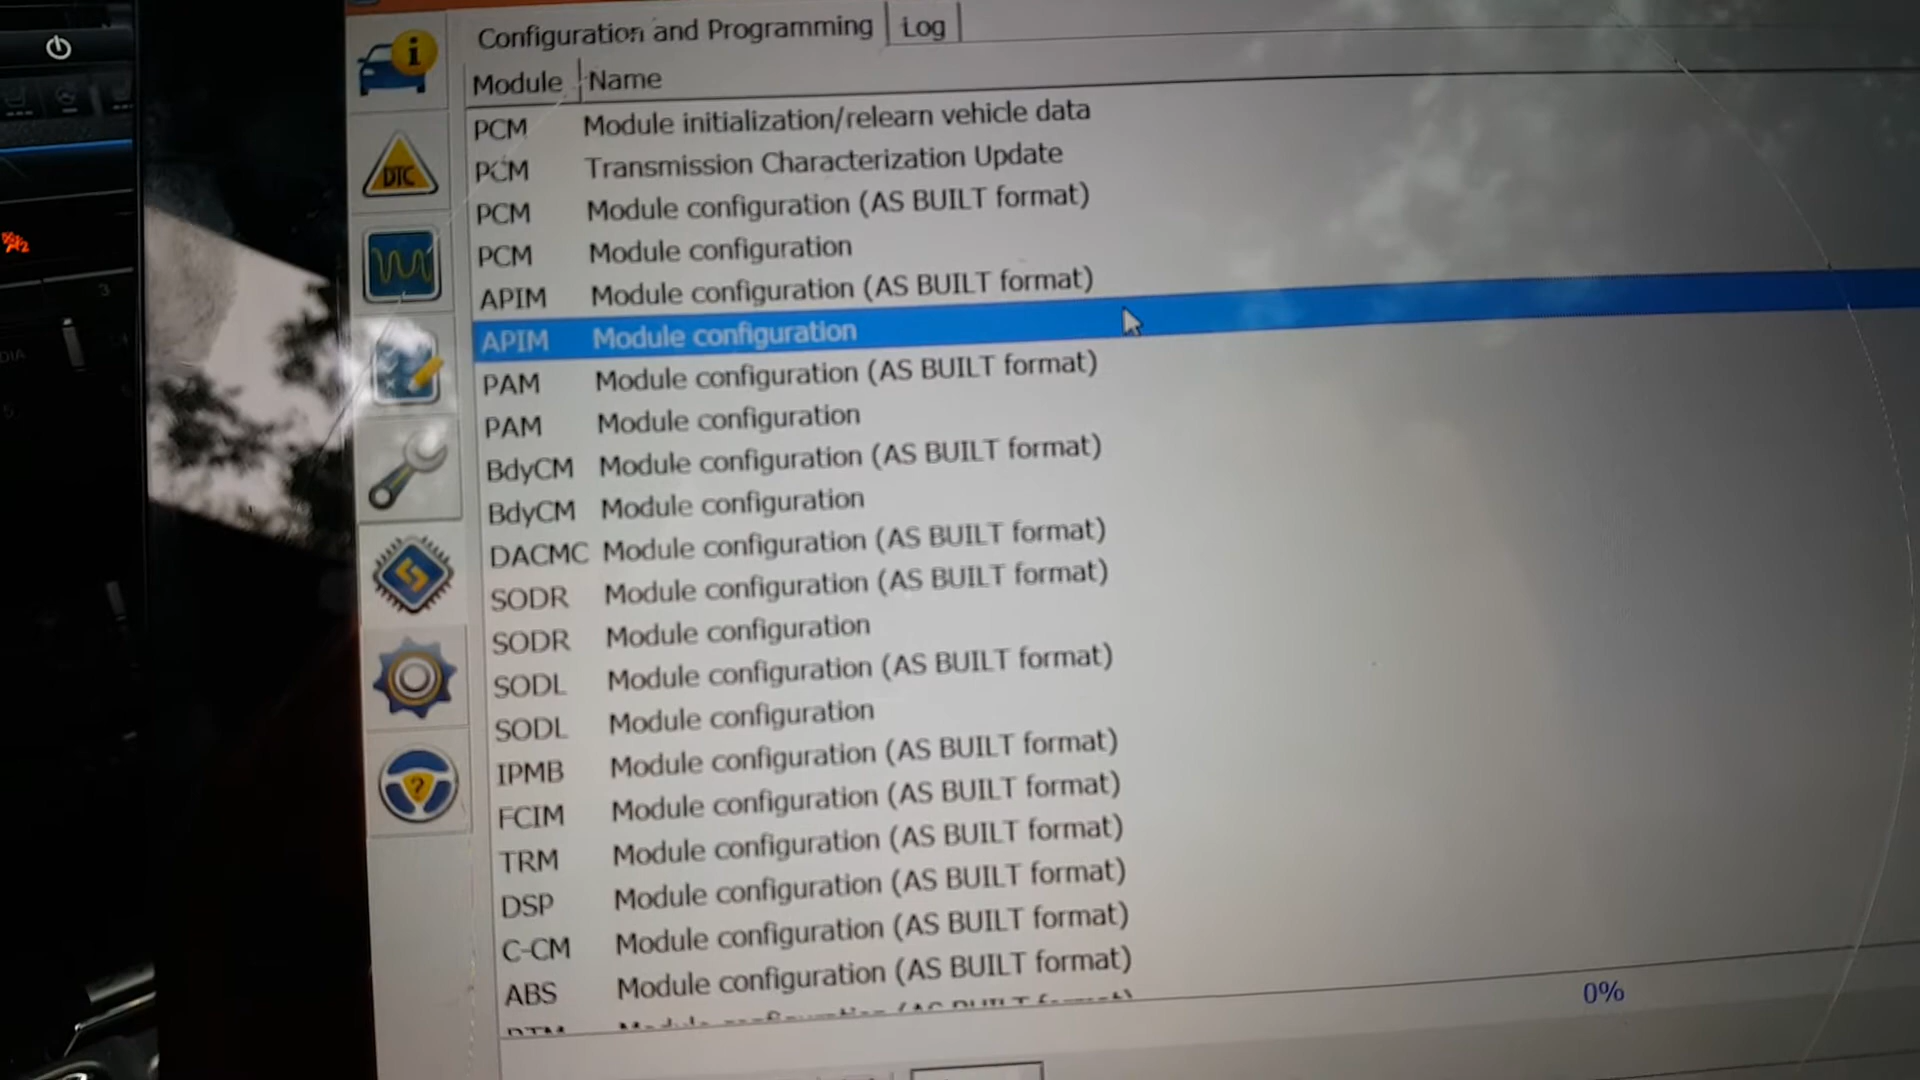 Configuration and Programming Log
Module Name
PCM Module initialization/relearn vehicle data
PCM Transmission Characterization Update
PCM Module configuration (AS BUILT format)
PCM Module configuration
APIM Module configuration (AS BUILT format)
APIM Module configuration
PAM Module configuration (AS BUILT format)
PAM Module configuration
BdyCM Module configuration (AS BUILT format)
BdyCM Module configuration
DACMC Module configuration (AS BUILT format)
SODR Module configuration (AS BUILT format)
SODR Module configuration
SODL Module configuration (AS BUILT format)
SODL Module configuration
IPMB Module configuration (AS BUILT format)
FCIM Module configuration (AS BUILT format)
TRM Module configuration (AS BUILT format)
DSP Module configuration (AS BUILT format)
C-CM Module configuration (AS BUILT format)
ABS Module configuration (AS BUILT format)
Module configuration (AS BUILT format)
0%
i
DTC
?
3